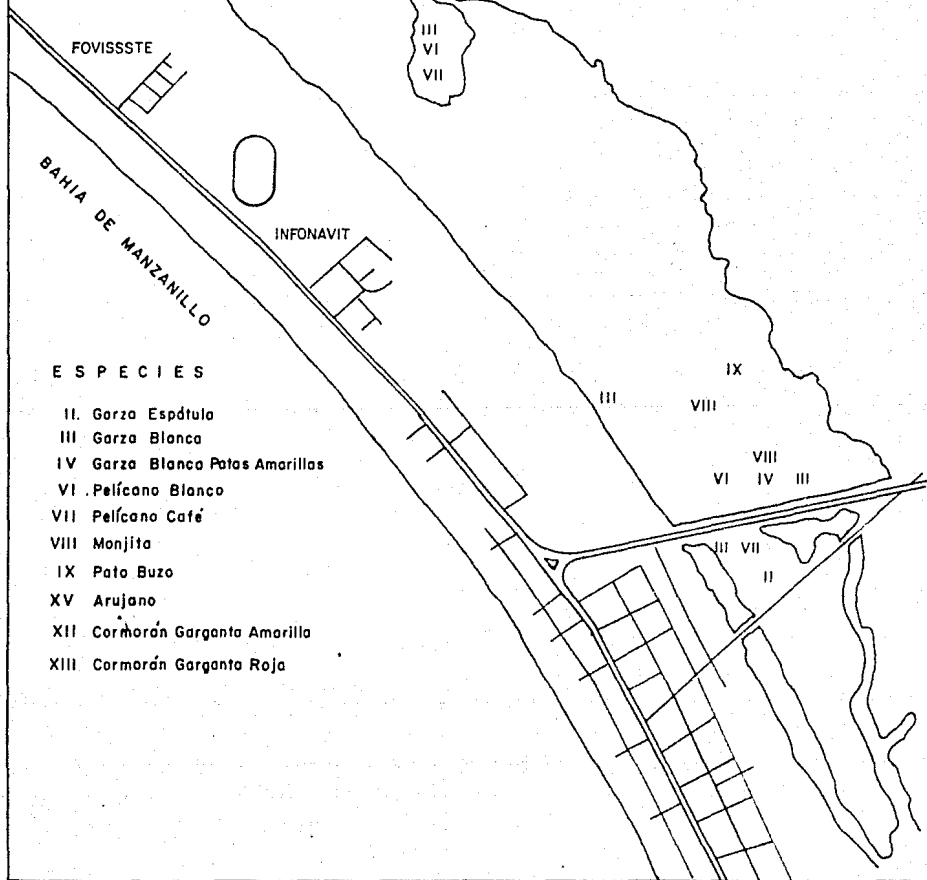 FOVISSSTE
III
VI
VII
BAHIA DE MANZANILLO
INFONAVIT
IX
III
VIII
VIII
VI IV III
III VII
II
ESPECIES
II. Garza Espátula
III Garza Blanca
IV Garza Blanca Patas Amarillas
VI .Pelícano Blanco
VII Pelícano Café
VIII Monjita
IX Pato Buzo
XV Arujano
XII Cormorán Garganta Amarilla
XIII Cormorán Garganta Roja